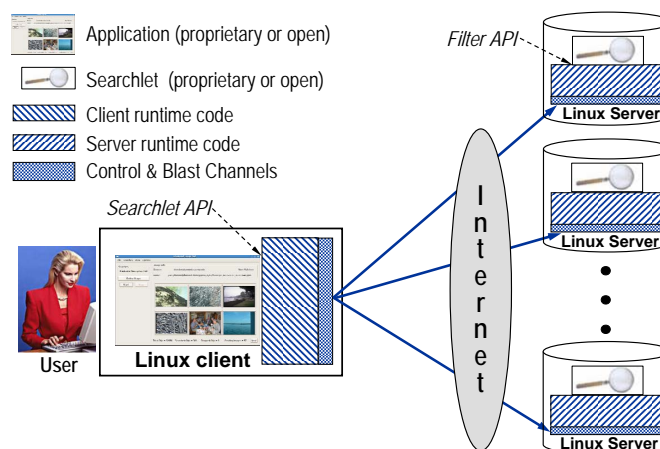 Application (proprietary or open)
Searchlet (proprietary or open)
Client runtime code
Server runtime code
Control & Blast Channels
Searchlet API
Filter API
User
Linux client
Internet
Linux Server
Linux Server
Linux Server